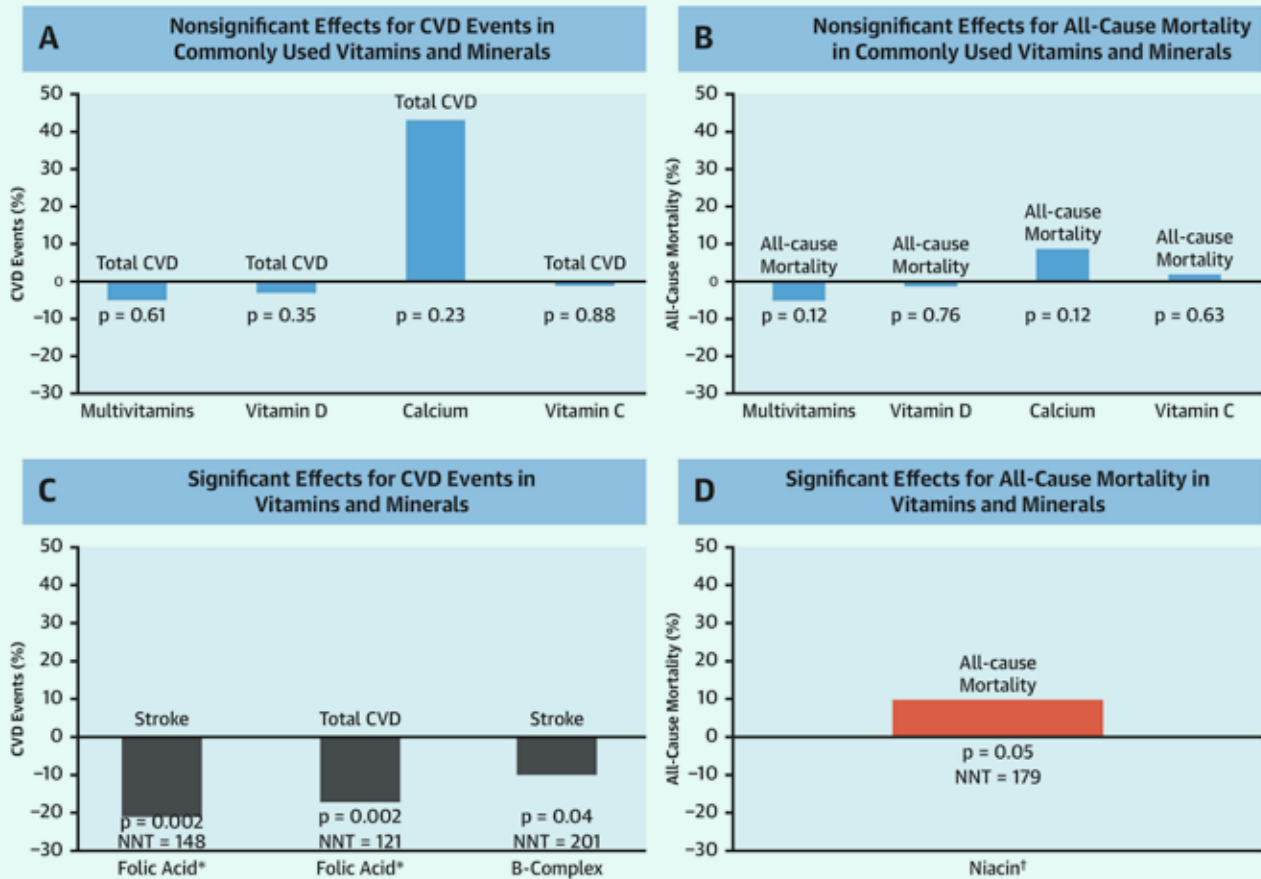 A
Nonsignificant Effects for CVD Events in
Commonly Used Vitamins and Minerals
CVD Events (%)
50
40
30
20
10
0
−10
−20
−30
Total CVD
Total CVD
Total CVD
Total CVD
p = 0.61
p = 0.35
p = 0.23
p = 0.88
Multivitamins
Vitamin D
Calcium
Vitamin C
B
Nonsignificant Effects for All-Cause Mortality
in Commonly Used Vitamins and Minerals
All-Cause Mortality (%)
50
40
30
20
10
0
−10
−20
−30
All-cause
Mortality
All-cause
Mortality
All-cause
Mortality
All-cause
Mortality
p = 0.12
p = 0.76
p = 0.12
p = 0.63
Multivitamins
Vitamin D
Calcium
Vitamin C
C
Significant Effects for CVD Events in
Vitamins and Minerals
CVD Events (%)
50
40
30
20
10
0
−10
−20
−30
Stroke
Total CVD
Stroke
p = 0.002
NNT = 148
p = 0.002
NNT = 121
p = 0.04
NNT = 201
Folic Acid*
Folic Acid*
B-Complex
D
Significant Effects for All-Cause Mortality in
Vitamins and Minerals
All-Cause Mortality (%)
50
40
30
20
10
0
−10
−20
−30
All-cause
Mortality
p = 0.05
NNT = 179
Niacin†